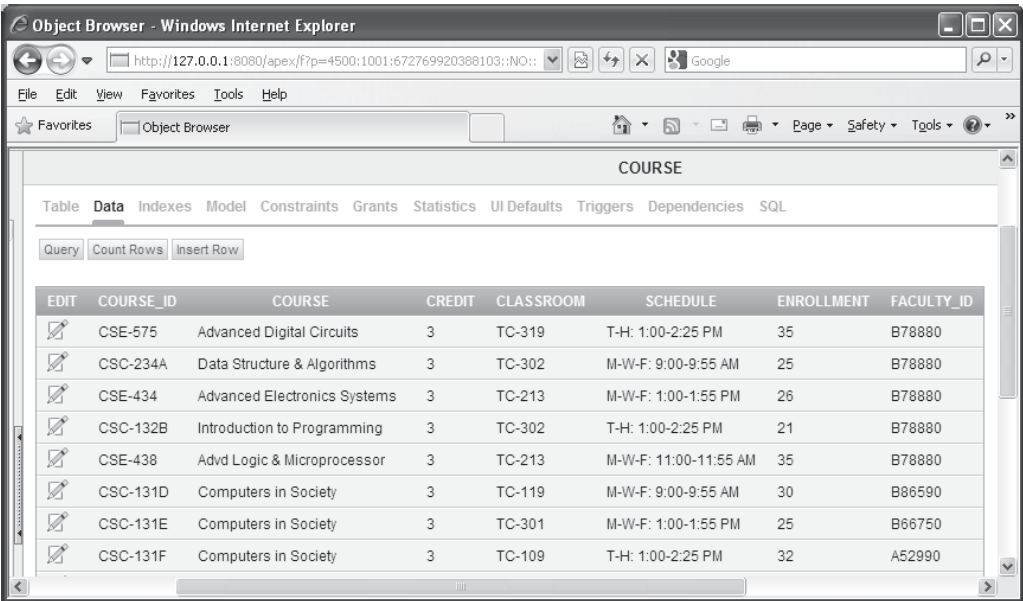 Object Browser - Windows Internet Explorer
http://127.0.0.1:8080/apex/f?p=4500:1001:672769920388103::NO:: Google
File Edit View Favorites Tools Help
Favorites Object Browser Page Safety Tools »
COURSE
Table Data Indexes Model Constraints Grants Statistics UI Defaults Triggers Dependencies SQL
Query Count Rows Insert Row
EDIT COURSE_ID COURSE CREDIT CLASSROOM SCHEDULE ENROLLMENT FACULTY_ID
CSE-575 Advanced Digital Circuits 3 TC-319 T-H: 1:00-2:25 PM 35 B78880
CSC-234A Data Structure & Algorithms 3 TC-302 M-W-F: 9:00-9:55 AM 25 B78880
CSE-434 Advanced Electronics Systems 3 TC-213 M-W-F: 1:00-1:55 PM 26 B78880
CSC-132B Introduction to Programming 3 TC-302 T-H: 1:00-2:25 PM 21 B78880
CSE-438 Advd Logic & Microprocessor 3 TC-213 M-W-F: 11:00-11:55 AM 35 B78880
CSC-131D Computers in Society 3 TC-119 M-W-F: 9:00-9:55 AM 30 B86590
CSC-131E Computers in Society 3 TC-301 M-W-F: 1:00-1:55 PM 25 B66750
CSC-131F Computers in Society 3 TC-109 T-H: 1:00-2:25 PM 32 A52990